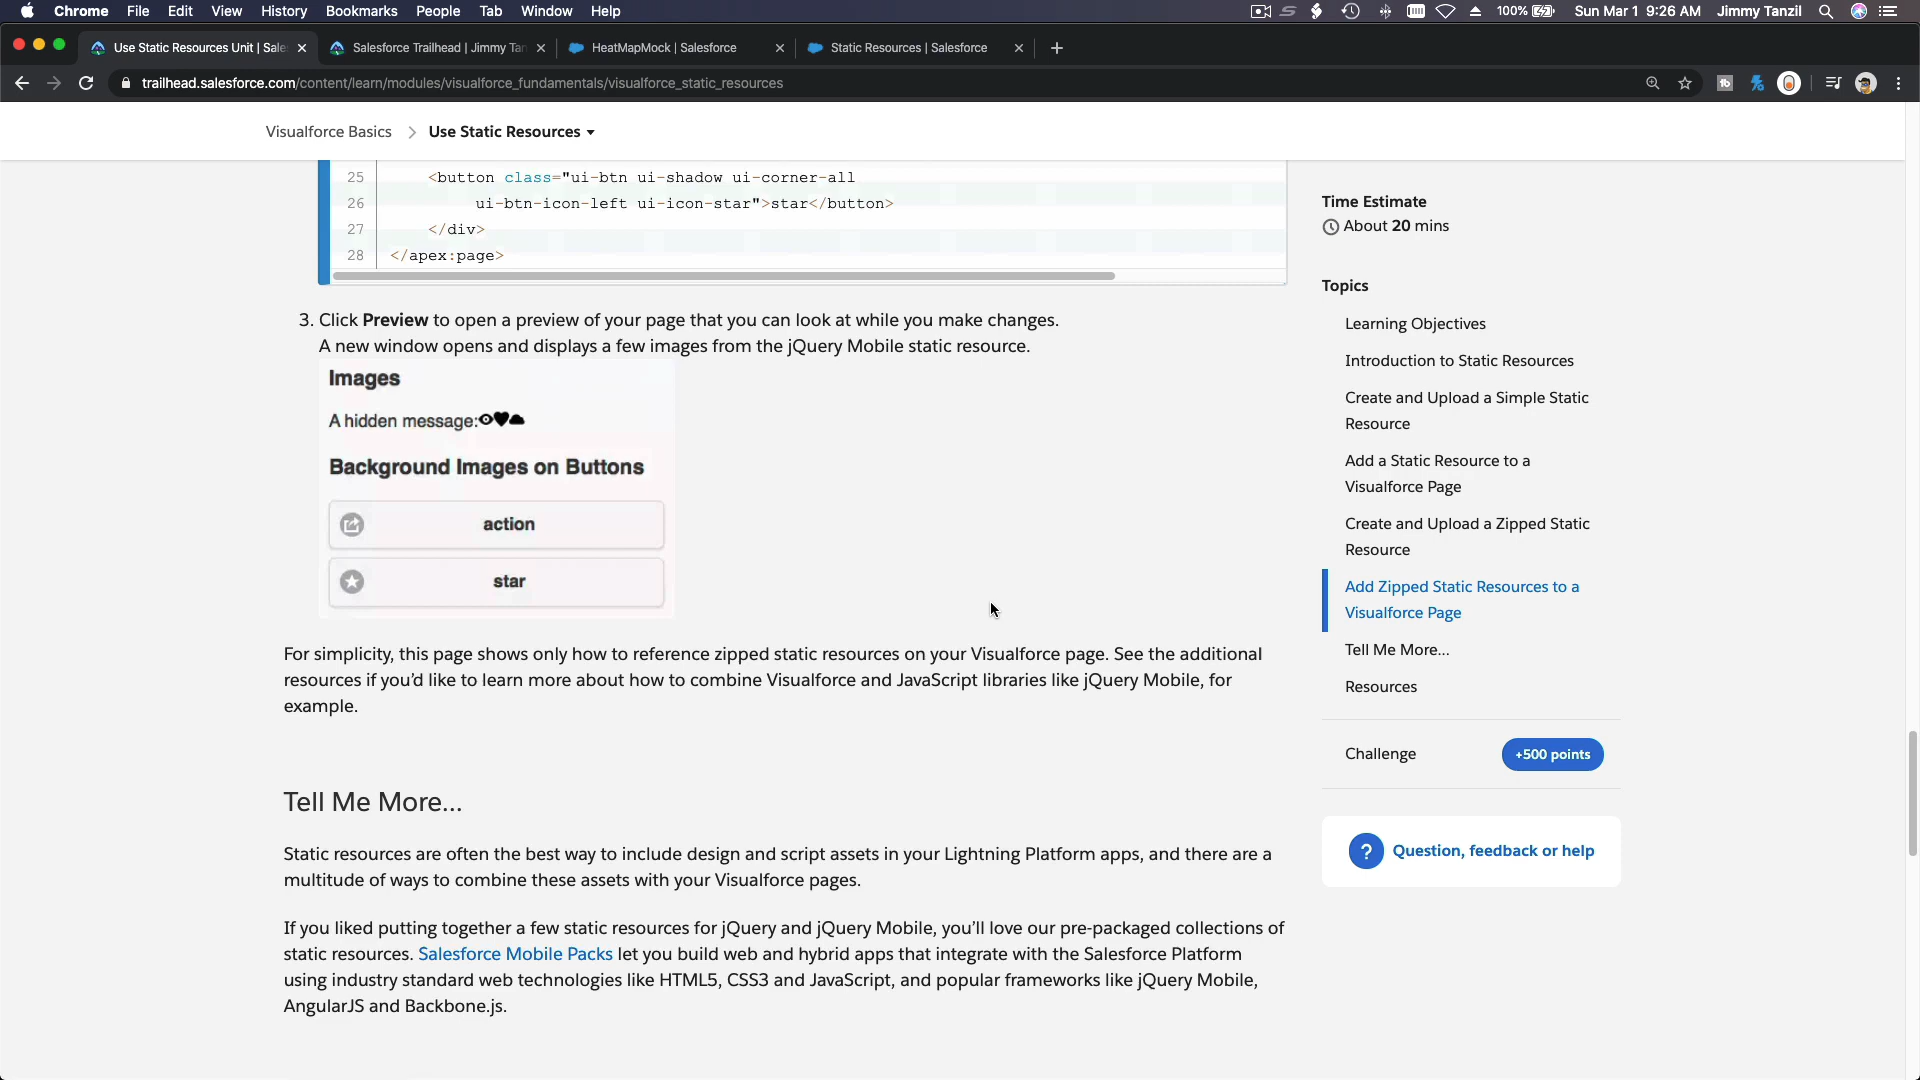 Chrome File Edit View History Bookmarks People Tab Window Help 100% Sun Mar 1 9:26 AM Jimmy Tanzil
Use Static Resources Unit | Sale Salesforce Trailhead | Jimmy Tan HeatMapMock | Salesforce Static Resources | Salesforce
trailhead.salesforce.com/content/learn/modules/visualforce_fundamentals/visualforce_static_resources
Visualforce Basics Use Static Resources
25 <button class="ui-btn ui-shadow ui-corner-all
26 ui-btn-icon-left ui-icon-star">star</button>
27 </div>
28 </apex:page>
3. Click Preview to open a preview of your page that you can look at while you make changes.
A new window opens and displays a few images from the jQuery Mobile static resource.
Images
A hidden message:
Background Images on Buttons
action
star
For simplicity, this page shows only how to reference zipped static resources on your Visualforce page. See the additional
resources if you’d like to learn more about how to combine Visualforce and JavaScript libraries like jQuery Mobile, for
example.
Tell Me More...
Static resources are often the best way to include design and script assets in your Lightning Platform apps, and there are a
multitude of ways to combine these assets with your Visualforce pages.
If you liked putting together a few static resources for jQuery and jQuery Mobile, you’ll love our pre-packaged collections of
static resources. Salesforce Mobile Packs let you build web and hybrid apps that integrate with the Salesforce Platform
using industry standard web technologies like HTML5, CSS3 and JavaScript, and popular frameworks like jQuery Mobile,
AngularJS and Backbone.js.
Time Estimate
About 20 mins
Topics
Learning Objectives
Introduction to Static Resources
Create and Upload a Simple Static
Resource
Add a Static Resource to a
Visualforce Page
Create and Upload a Zipped Static
Resource
Add Zipped Static Resources to a
Visualforce Page
Tell Me More...
Resources
Challenge +500 points
? Question, feedback or help